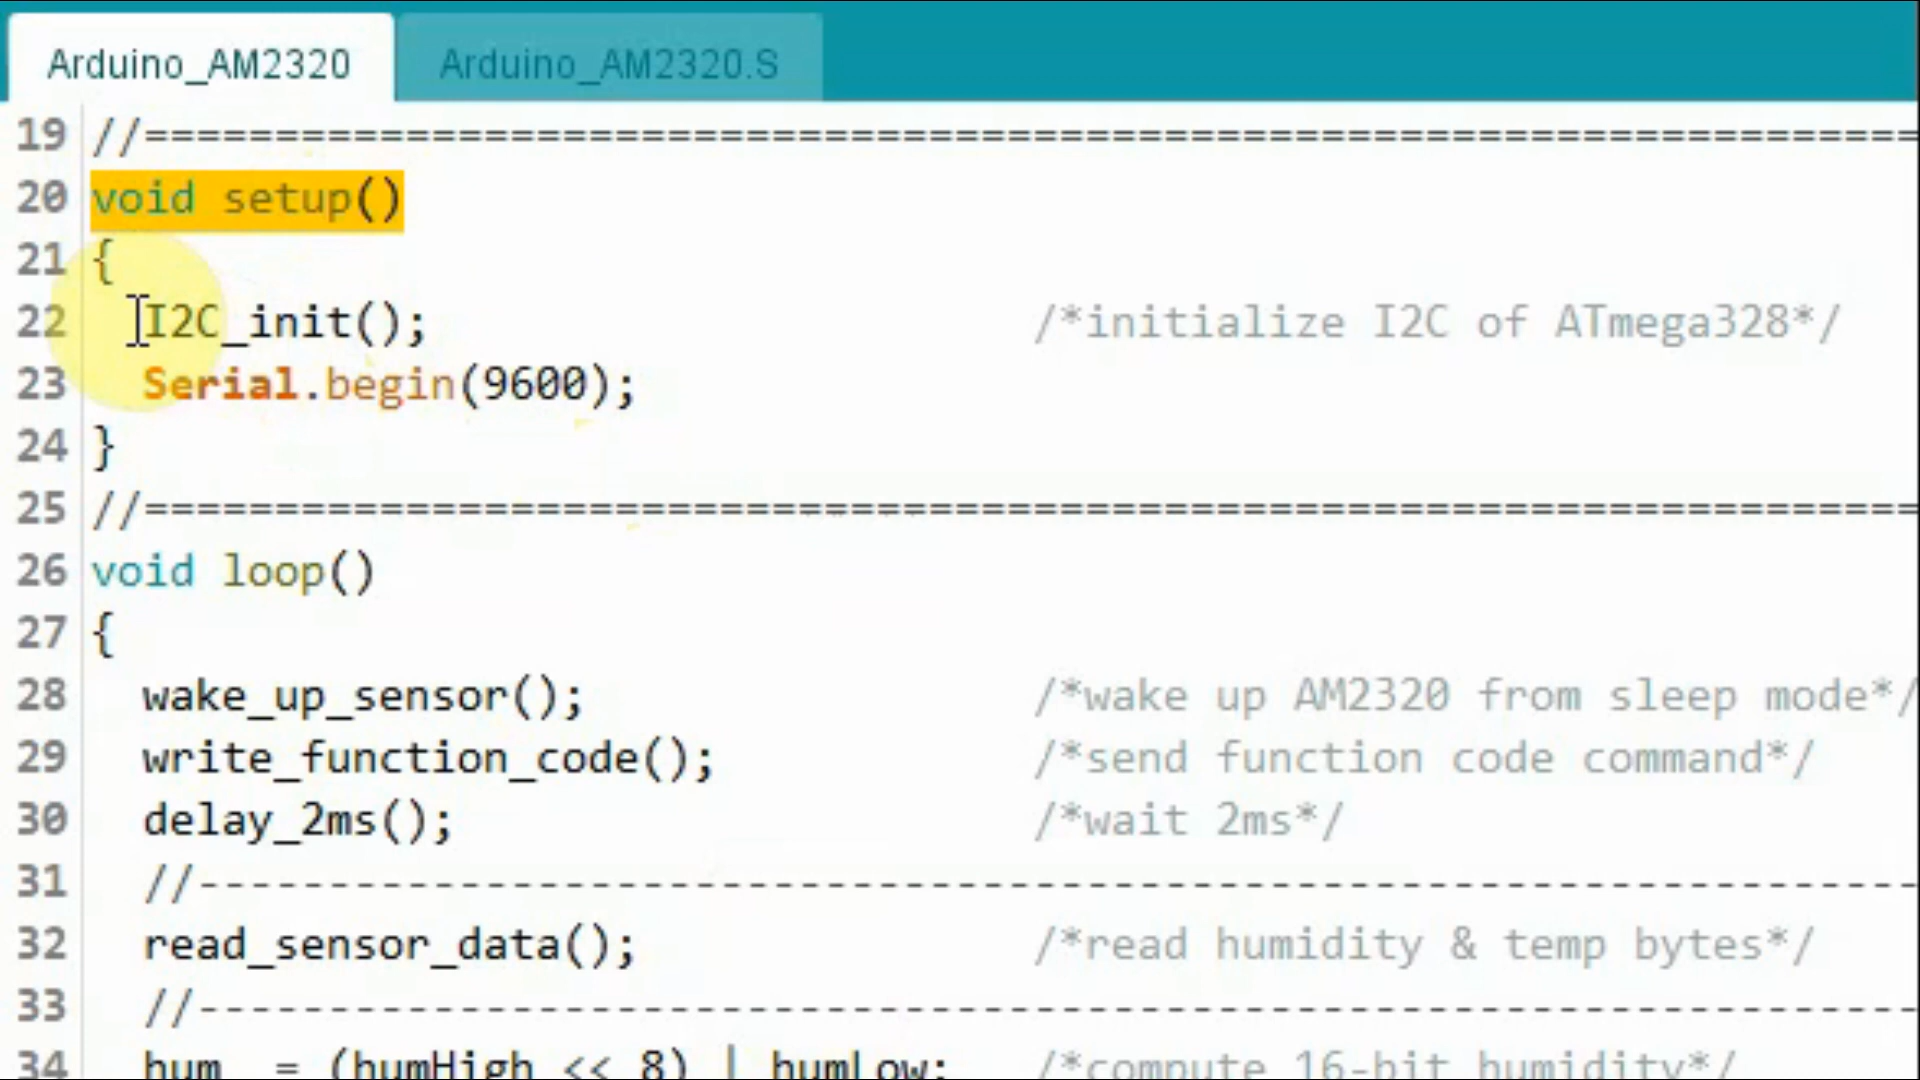 Arduino_AM2320 Arduino_AM2320.S
19 //====================================================================
20 void setup()
21 {
22 I2C_init(); /*initialize I2C of ATmega328*/
23 Serial.begin(9600);
24 }
25 //====================================================================
26 void loop()
27 {
28 wake_up_sensor(); /*wake up AM2320 from sleep mode*/
29 write_function_code(); /*send function code command*/
30 delay_2ms(); /*wait 2ms*/
31 //------------------------------------------------------------------
32 read_sensor_data(); /*read humidity & temp bytes*/
33 //------------------------------------------------------------------
34 hum = (humHigh << 8) | humLow; /*compute 16-bit humidity*/